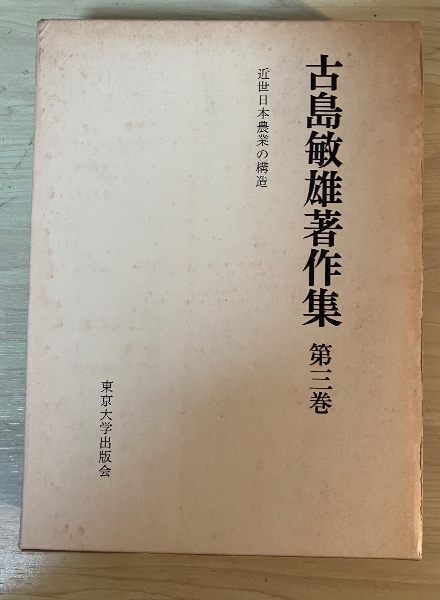 古島敏雄著作集 第三巻
近世日本農業の構造
東京大学出版会